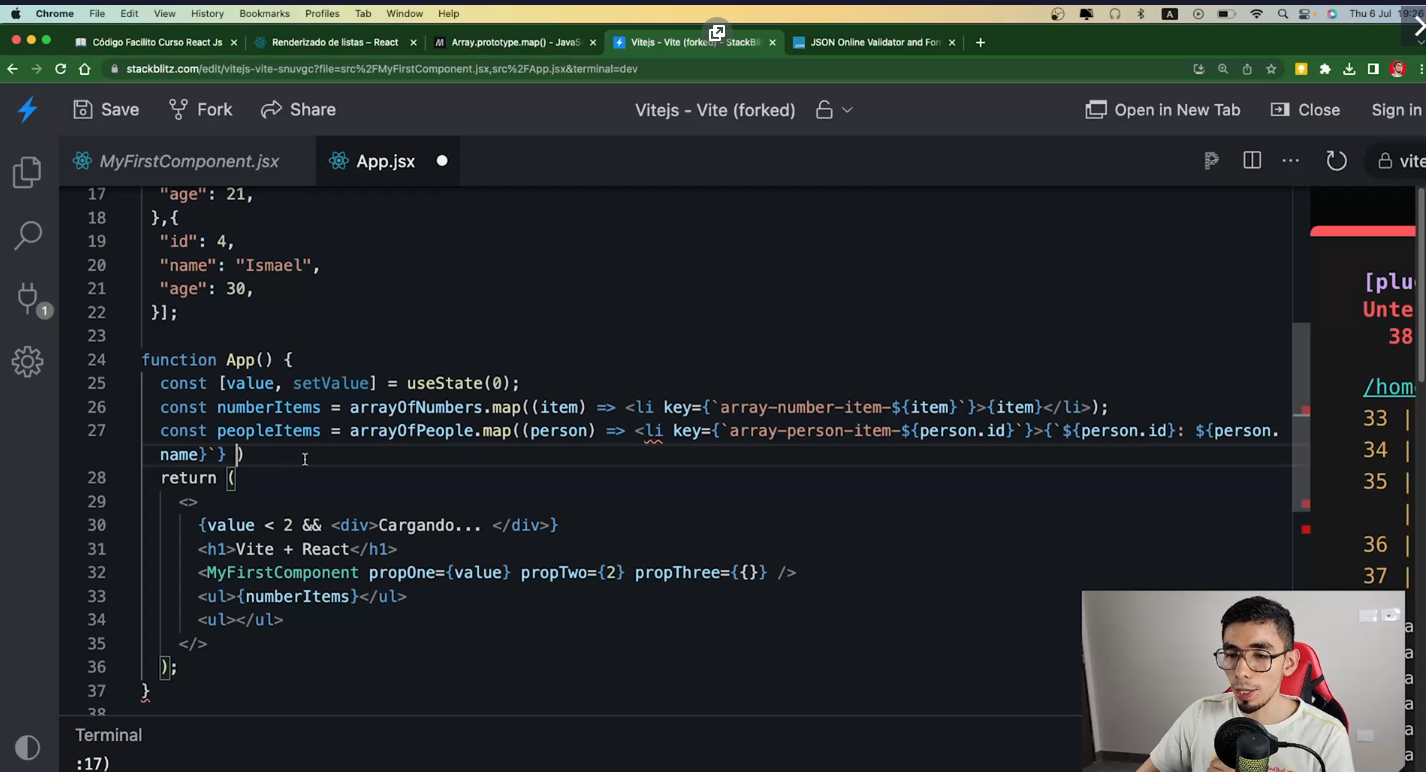 Chrome File Edit View History Bookmarks Profiles Tab Window Help A Thu 6 Jul 19:26
Código Facilito Curso React Js Renderizado de listas – React Array.prototype.map() - JavaSc Vitejs - Vite (forked) - StackBlitz JSON Online Validator and For
stackblitz.com/edit/vitejs-vite-snuvgc?file=src%2FMyFirstComponent.jsx,src%2FApp.jsx&terminal=dev
Save Fork Share Vitejs - Vite (forked) Open in New Tab Close Sign in
MyFirstComponent.jsx App.jsx vite
17 "age": 21,
18 },{
19 "id": 4,
20 "name": "Ismael",
21 "age": 30,
22 }];
23
24 function App() {
25 const [value, setValue] = useState(0);
26 const numberItems = arrayOfNumbers.map((item) => <li key={`array-number-item-${item}`}>{item}</li>);
27 const peopleItems = arrayOfPeople.map((person) => <li key={`array-person-item-${person.id}`}>{`${person.id}: ${person.
name}`} )
28 return (
29 <>
30 {value < 2 && <div>Cargando... </div>}
31 <h1>Vite + React</h1>
32 <MyFirstComponent propOne={value} propTwo={2} propThree={{}} />
33 <ul>{numberItems}</ul>
34 <ul></ul>
35 </>
36 );
37 }
38
[plu
Unte
38
/hom
33 |
34 |
35 |
|
36 |
37 |
1
Terminal
:17)